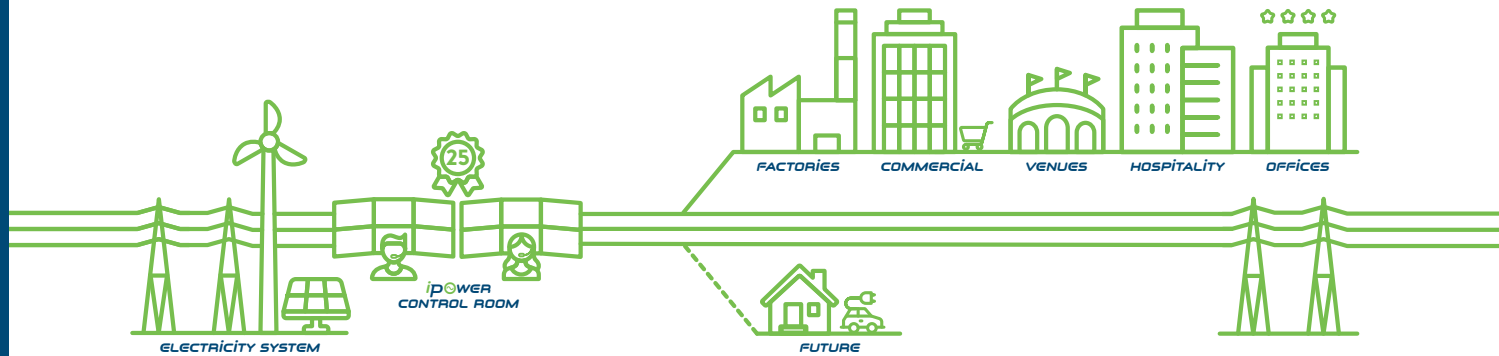 25
FACTORIES
COMMERCIAL
VENUES
HOSPITALITY
OFFICES
iPOWER
CONTROL ROOM
ELECTRICITY SYSTEM
FUTURE